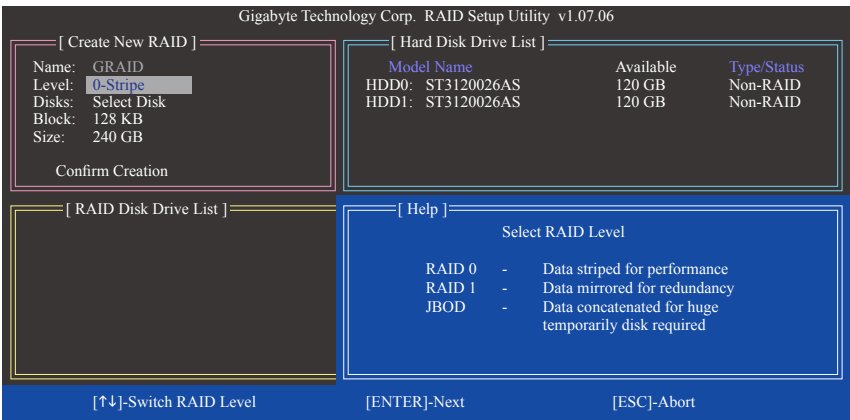 Gigabyte Technology Corp. RAID Setup Utility v1.07.06
[ Create New RAID ]
Name: GRAID
Level: 0-Stripe
Disks: Select Disk
Block: 128 KB
Size: 240 GB
Confirm Creation
[ Hard Disk Drive List ]
Model Name Available Type/Status
HDD0: ST3120026AS 120 GB Non-RAID
HDD1: ST3120026AS 120 GB Non-RAID
[ RAID Disk Drive List ]
[ Help ]
Select RAID Level
RAID 0 - Data striped for performance
RAID 1 - Data mirrored for redundancy
JBOD - Data concatenated for huge
temporarily disk required
[↑↓]-Switch RAID Level [ENTER]-Next [ESC]-Abort